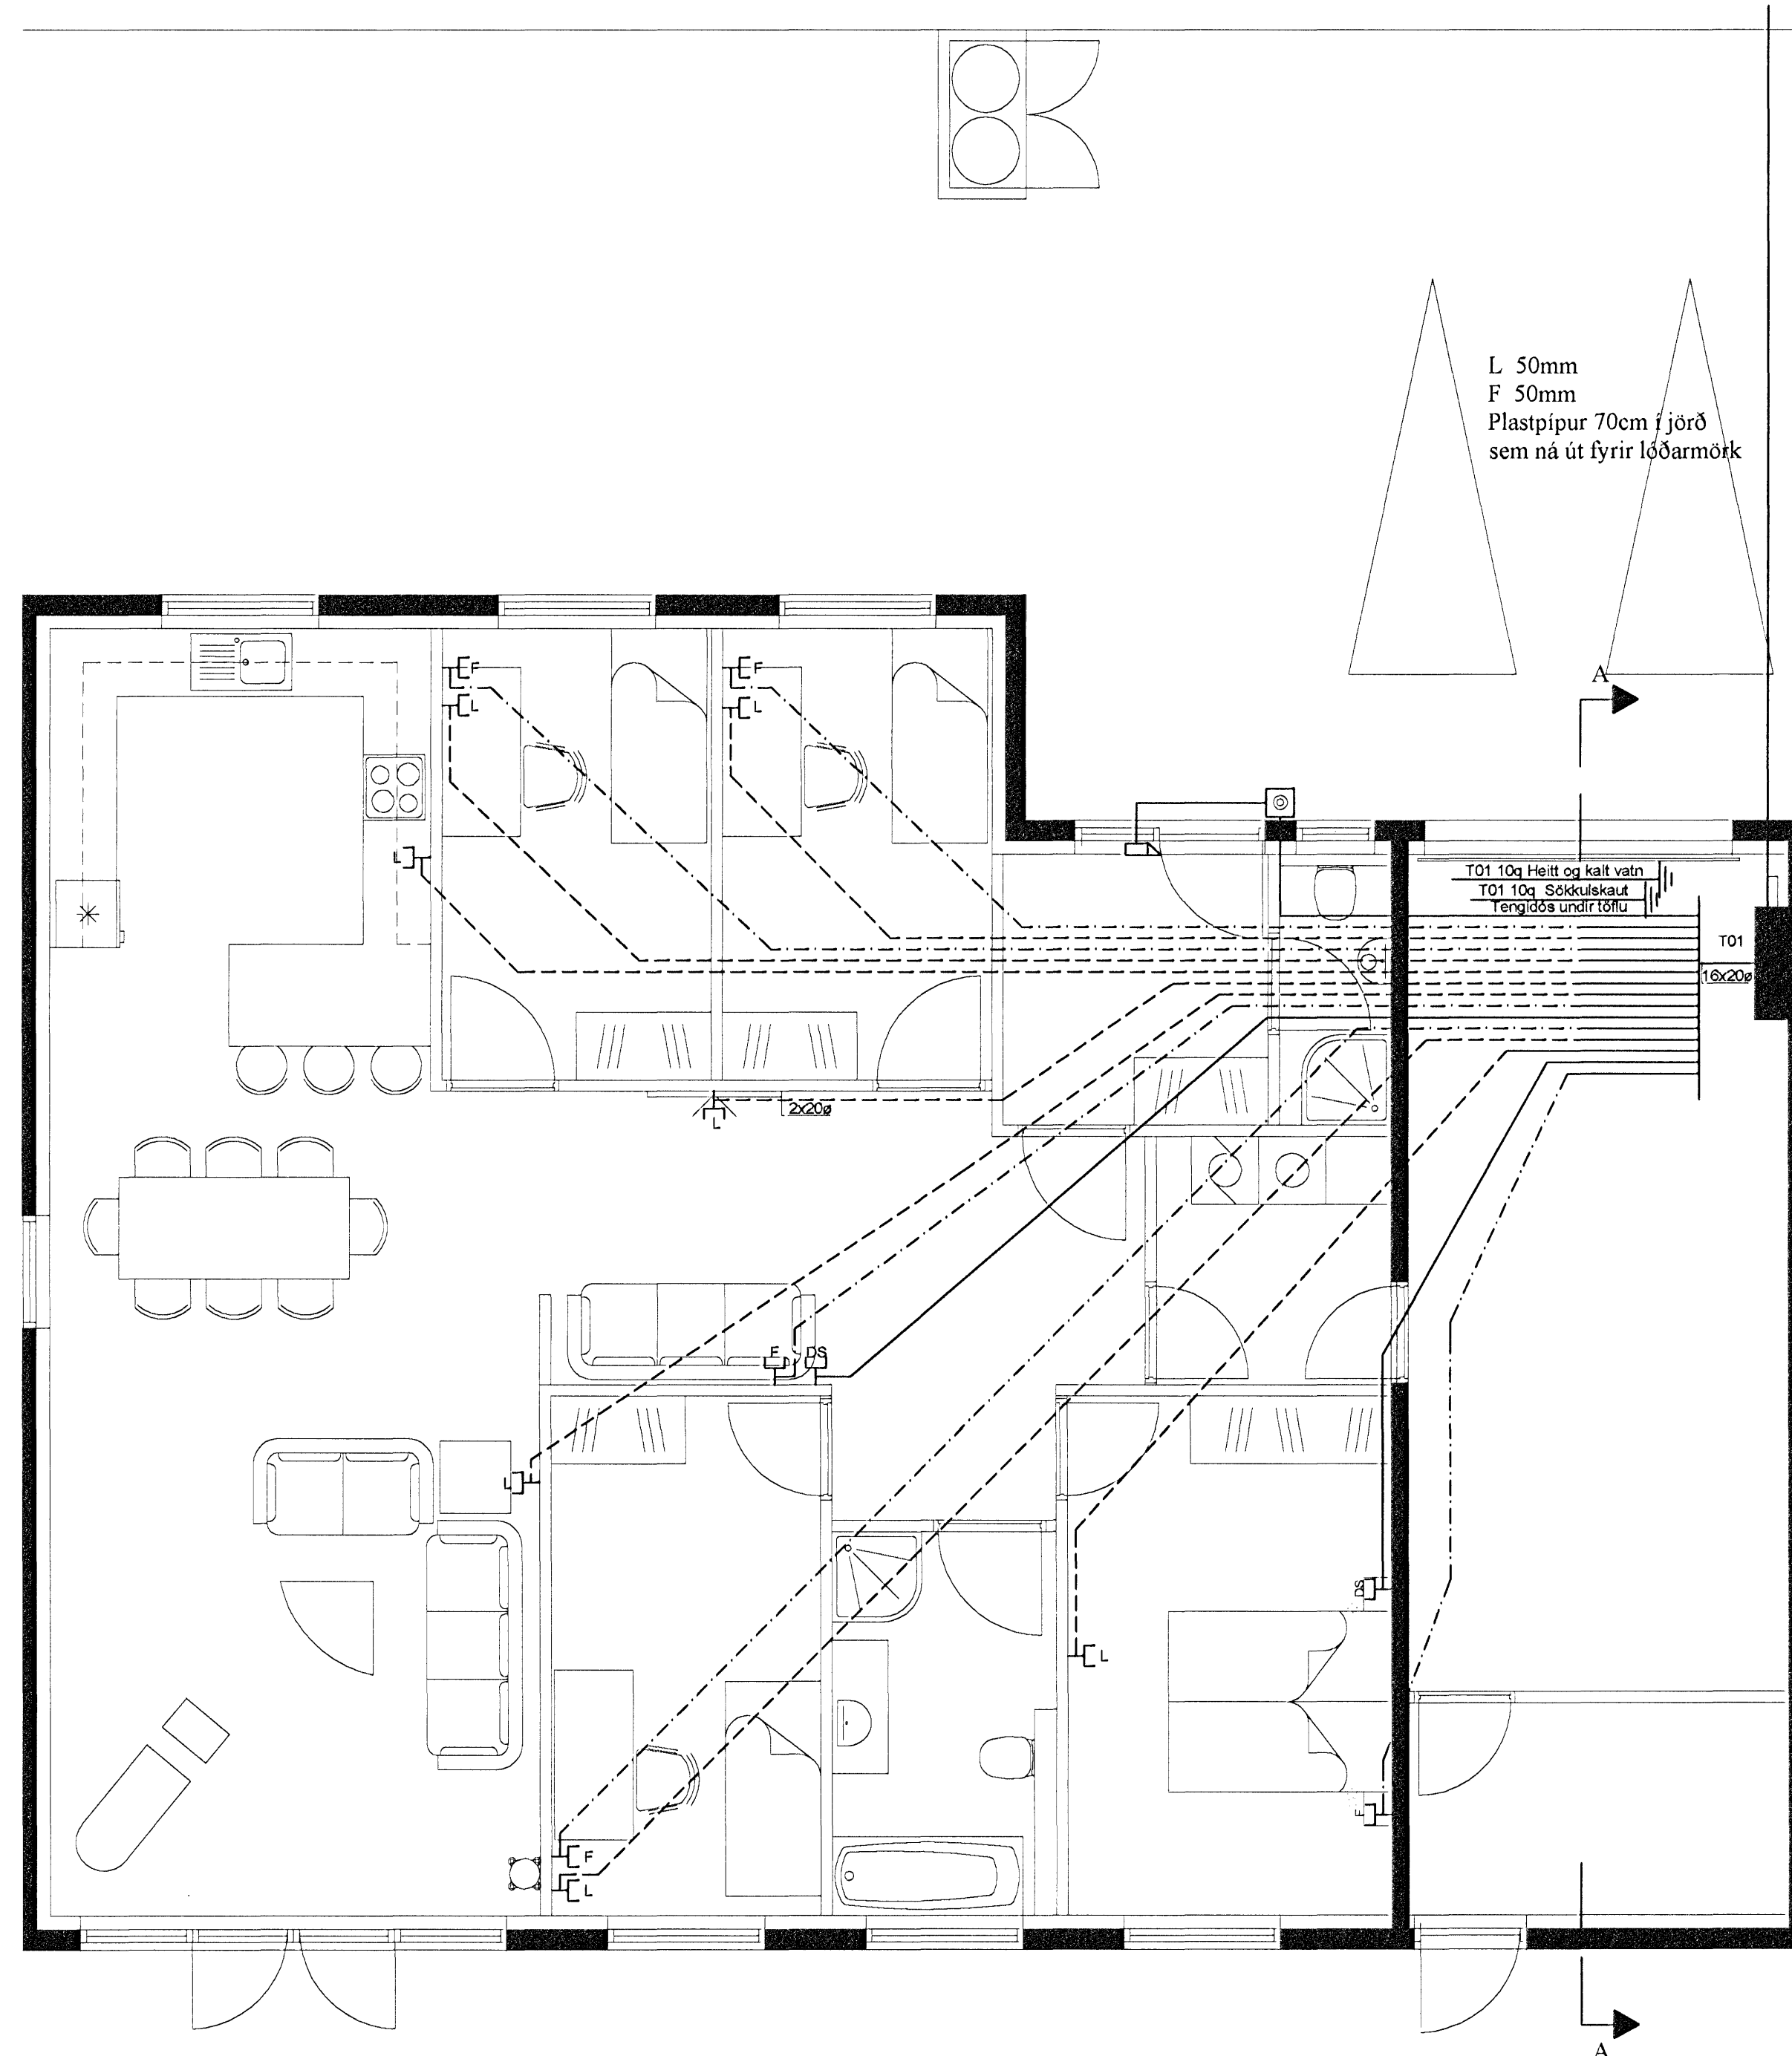 L 50mm
F 50mm
Plastpípur 70cm í jörð
sem ná út fyrir lóðarmörk
A
F
L
F
L
L
T01 10q Heitt og kalt vatn
T01 10q Sökkulskaut
Tengidós undir töflu
T01
16x20ø
2x20ø
L
F
DS
L
DS
L
F
F
L
A